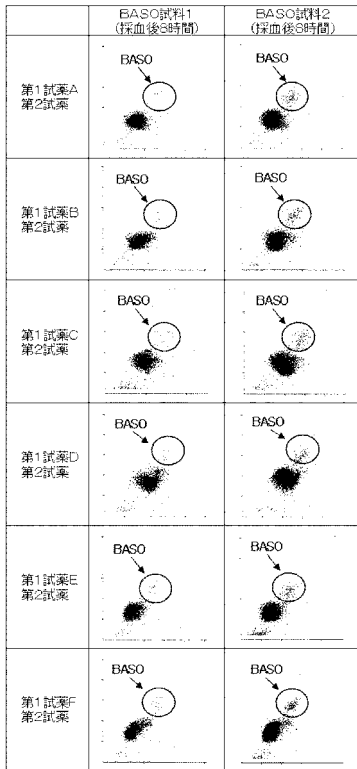 BASO試料1
(採血後8時間)
BASO試料2
(採血後8時間)
第1試薬A
第2試薬
BASO
BASO
第1試薬B
第2試薬
BASO
BASO
第1試薬C
第2試薬
BASO
BASO
第1試薬D
第2試薬
BASO
BASO
第1試薬E
第2試薬
BASO
BASO
第1試薬F
第2試薬
BASO
BASO